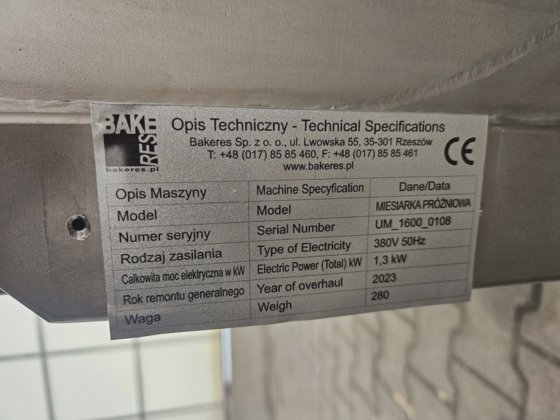 BAKE
RES
bakeres.pl
Opis Techniczny - Technical Specifications
Bakeres Sp. z o. o., ul. Lwowska 55, 35-301 Rzeszów
T: +48 (017) 85 85 460, F: +48 (017) 85 85 461
www.bakeres.pl
CE
Opis Maszyny Machine Specyfication Dane/Data
Model Model MIESIARKA PRÓŻNIOWA
Numer seryjny Serial Number UM_1600_0108
Rodzaj zasilania Type of Electricity 380V 50Hz
Całkowita moc elektryczna w kW Electric Power (Total) kW 1,3 kW
Rok remontu generalnego Year of overhaul 2023
Waga Weigh 280